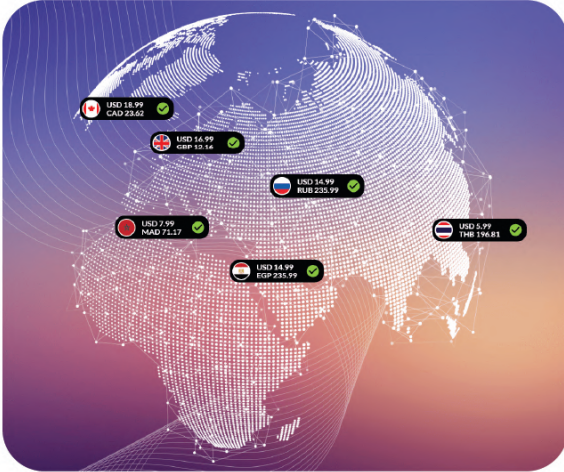 USD 18.99
CAD 23.62
USD 16.99
GBP 12.16
USD 14.99
RUB 235.99
USD 7.99
MAD 71.17
USD 5.99
THB 196.81
USD 14.99
EGP 235.99